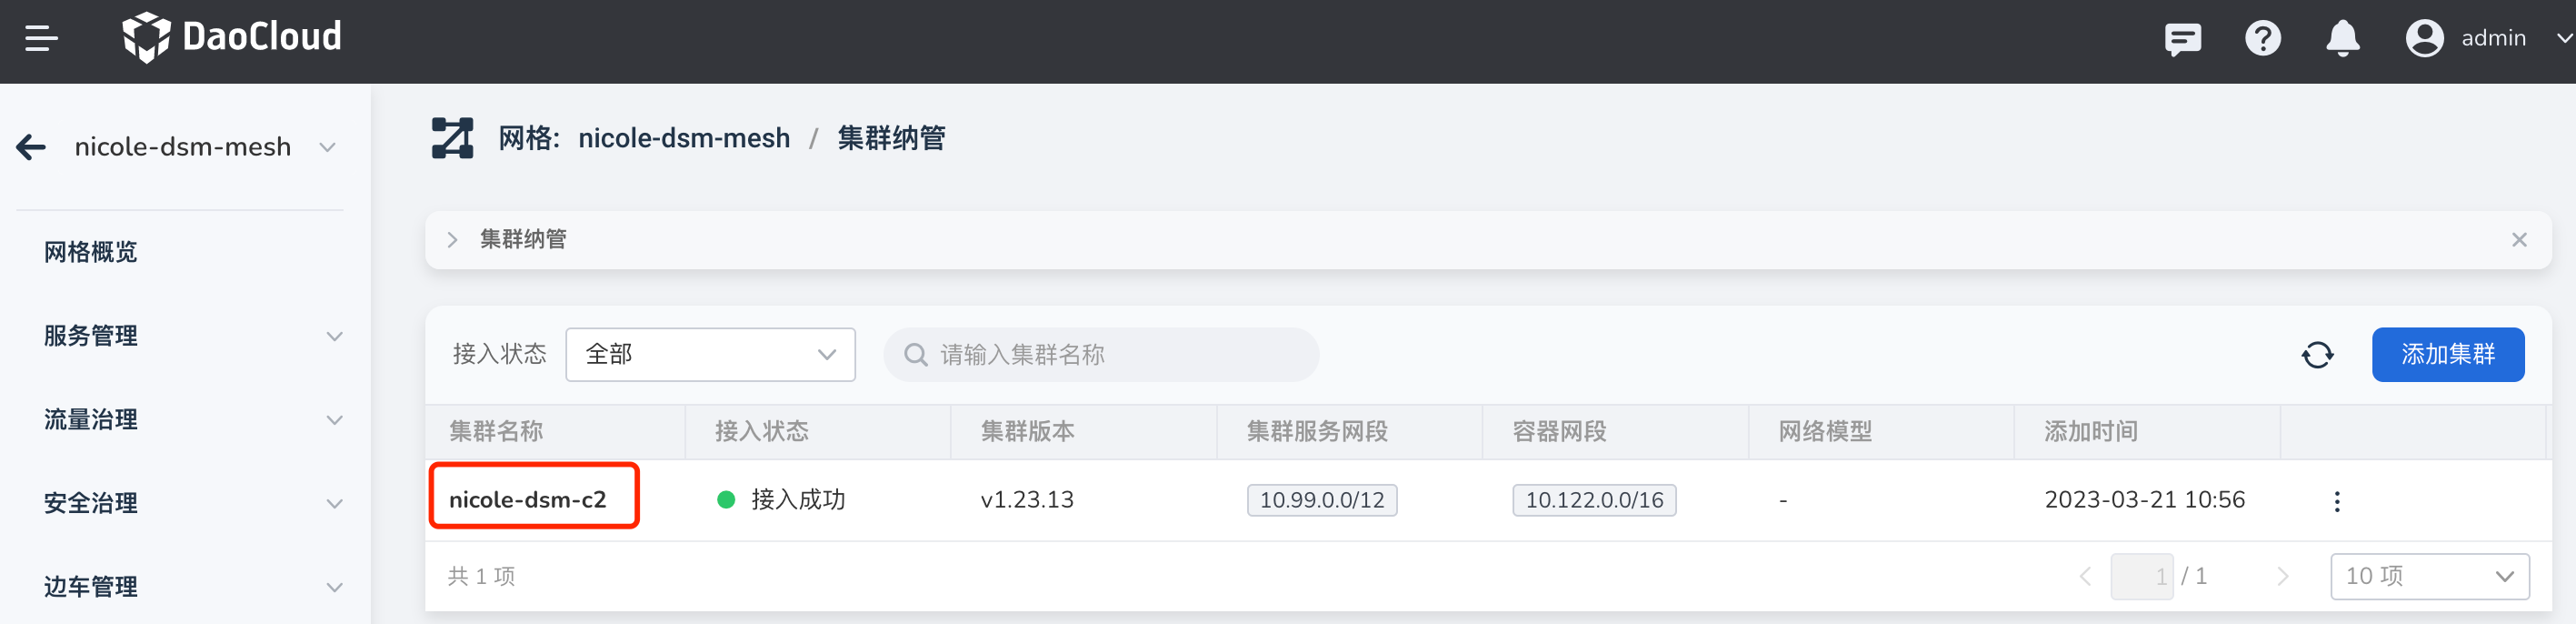 DaoCloud
admin
nicole-dsm-mesh
网格概览
服务管理
流量治理
安全治理
边车管理
网格: nicole-dsm-mesh / 集群纳管
集群纳管
接入状态 全部 请输入集群名称 添加集群
集群名称 接入状态 集群版本 集群服务网段 容器网段 网络模型 添加时间
nicole-dsm-c2 接入成功 v1.23.13 10.99.0.0/12 10.122.0.0/16 - 2023-03-21 10:56
共 1 项 1 / 1 10 项